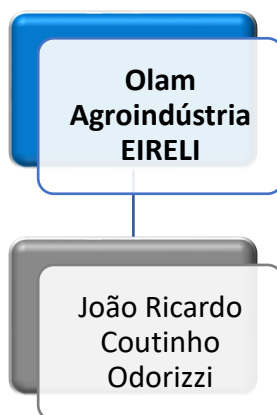 Olam
Agroindústria
EIRELI
João Ricardo
Coutinho
Odorizzi